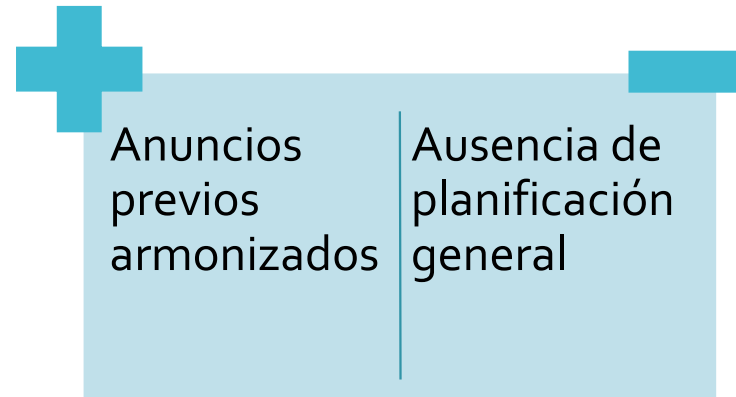 Anuncios
previos
armonizados
Ausencia de
planificación
general